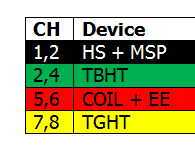 CH Device
1,2 HS + MSP
2,4 TBHT
5,6 COIL + EE
7,8 TGHT